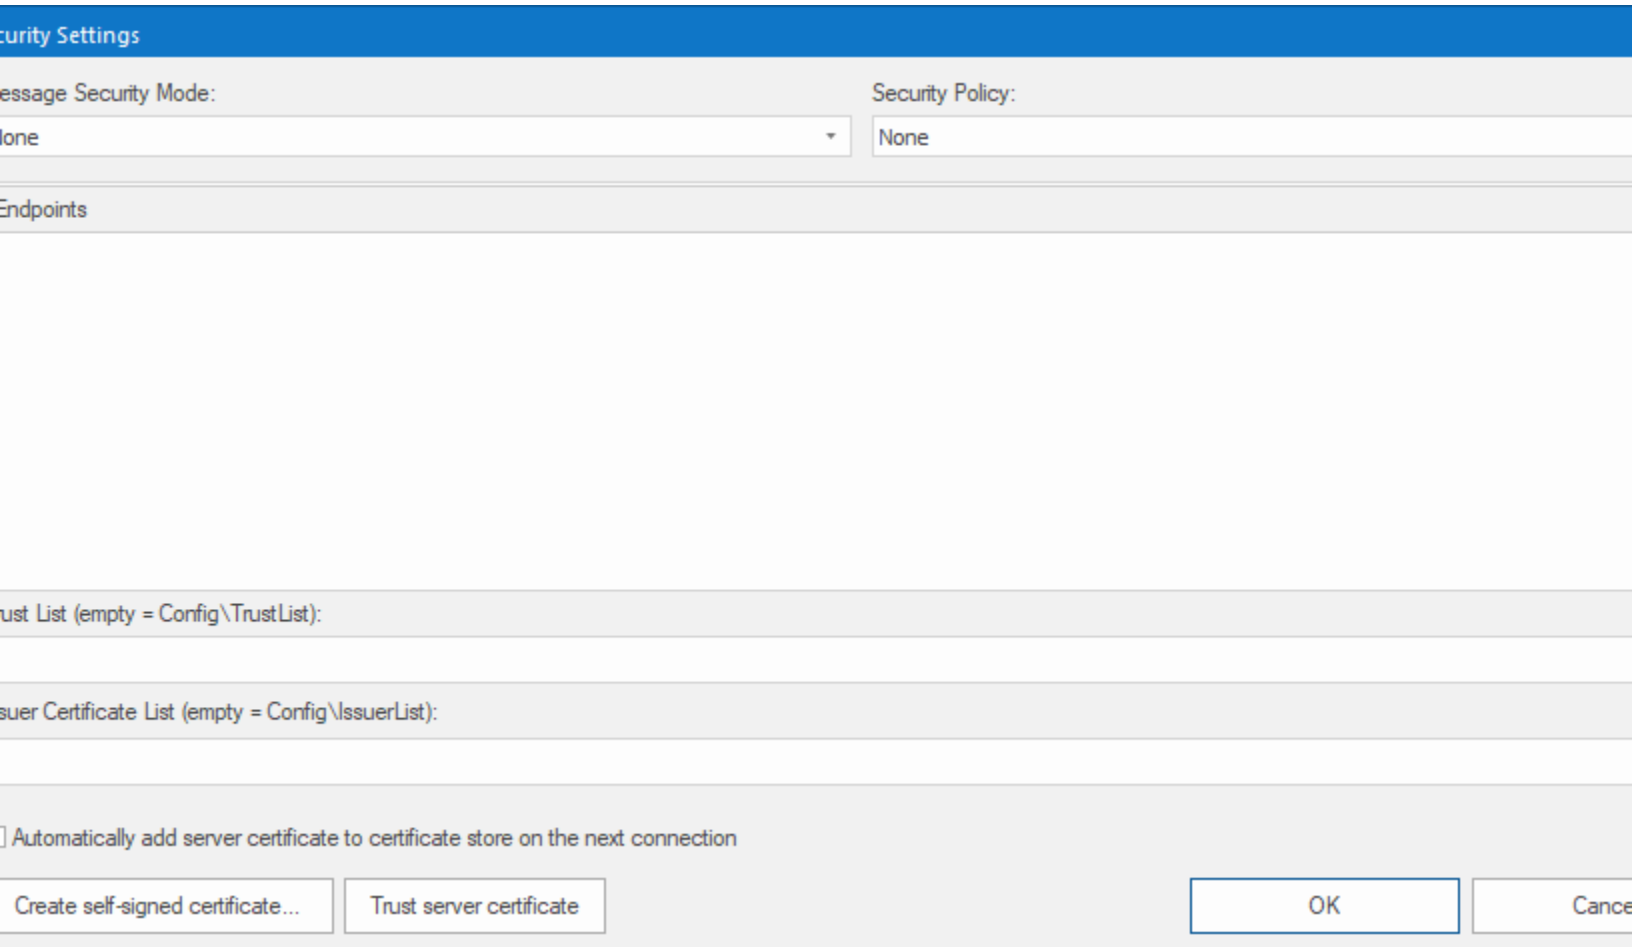 curity Settings
essage Security Mode:
Security Policy:
lone
None
Endpoints
rust List (empty = Config\TrustList):
suer Certificate List (empty = Config\IssuerList):
Automatically add server certificate to certificate store on the next connection
Create self-signed certificate...
Trust server certificate
OK
Cance